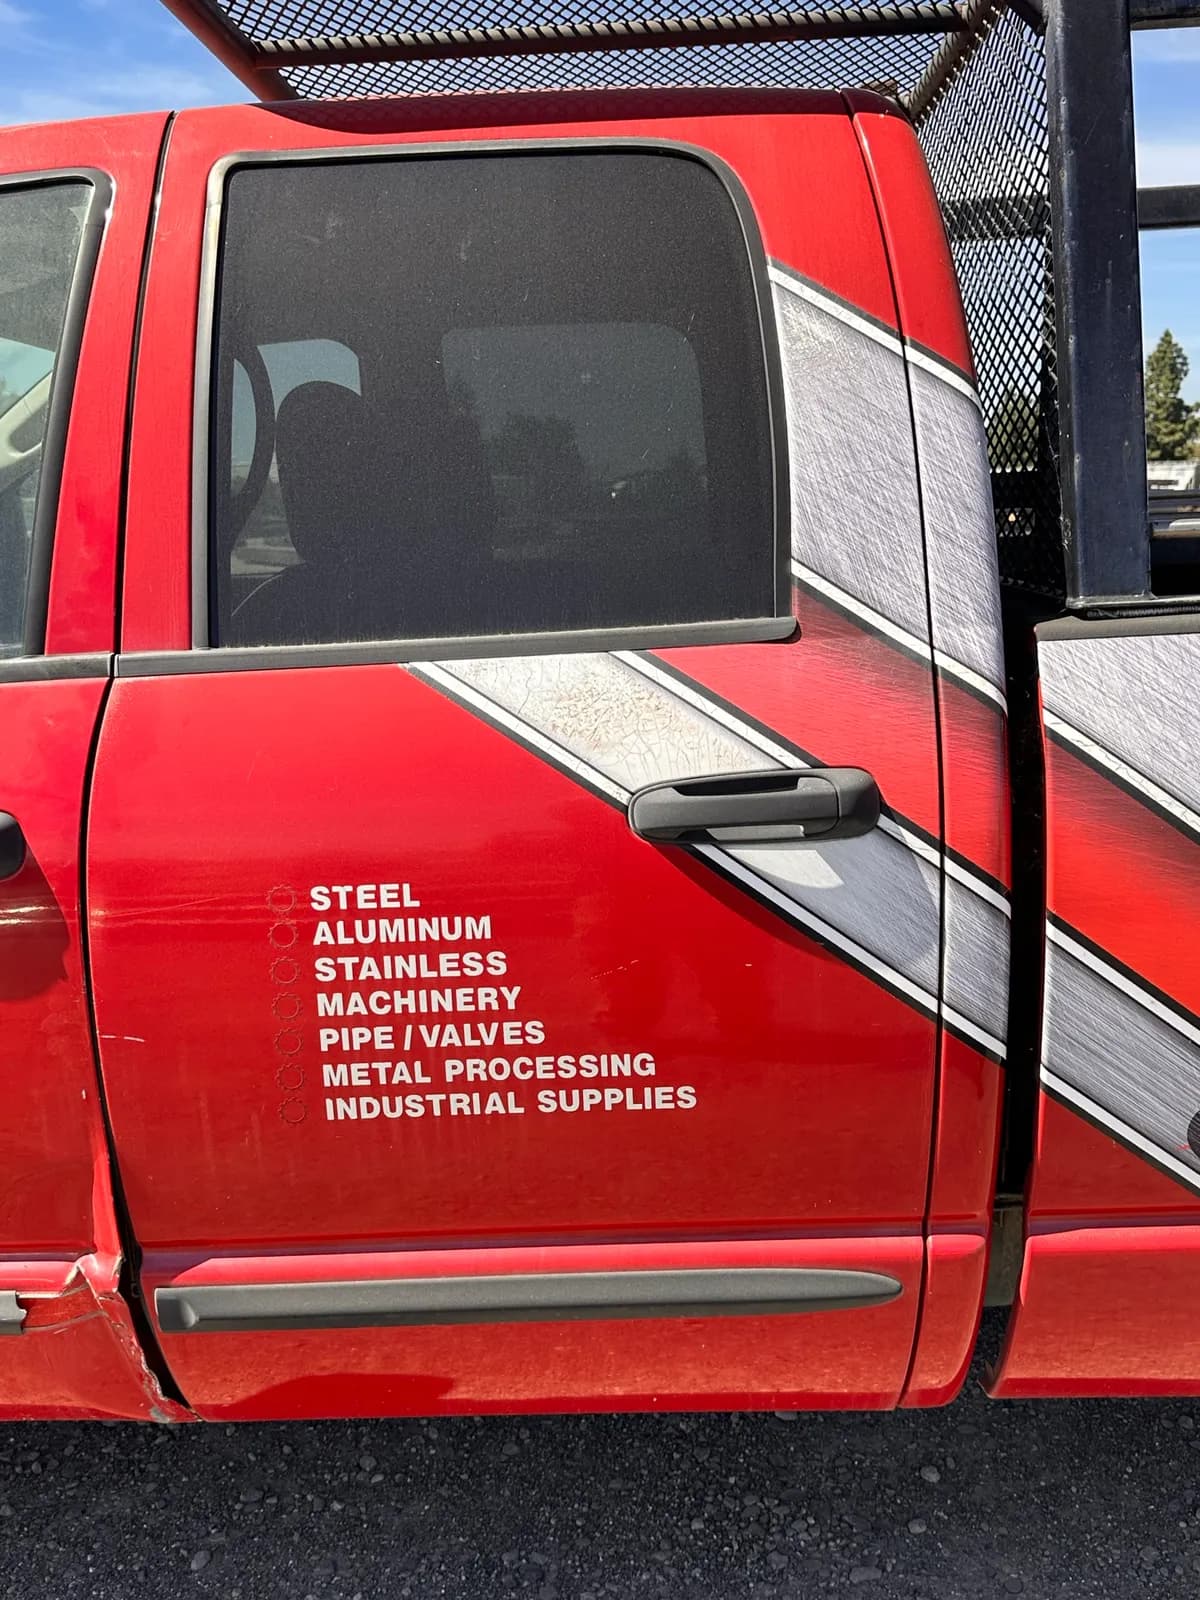 STEEL
ALUMINUM
STAINLESS
MACHINERY
PIPE / VALVES
METAL PROCESSING
INDUSTRIAL SUPPLIES